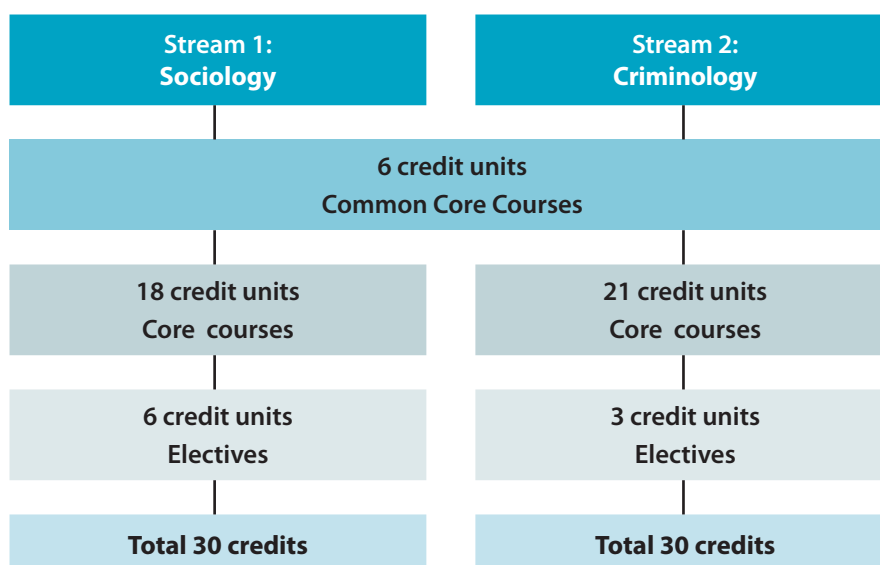 Stream 1:
Sociology
Stream 2:
Criminology
6 credit units
Common Core Courses
18 credit units
Core courses
21 credit units
Core courses
6 credit units
Electives
3 credit units
Electives
Total 30 credits
Total 30 credits